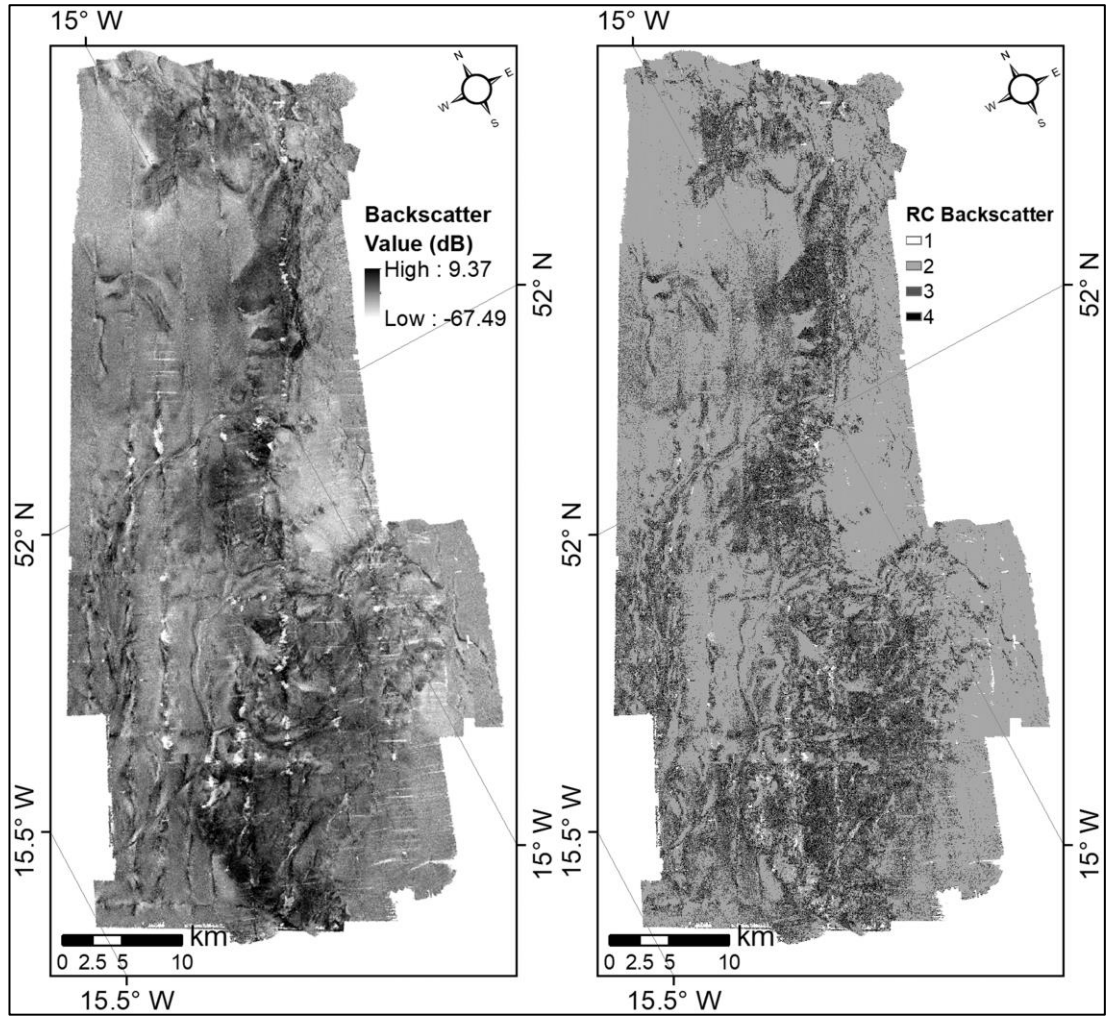 15° W
N
E
W
S
Backscatter
Value (dB)
High : 9.37
Low : -67.49
52° N
52° N
15.5° W
15° W
km
0 2.5 5 10
15.5° W
15° W
N
E
W
S
RC Backscatter
1
2
3
4
52° N
52° N
15.5° W
15° W
km
0 2.5 5 10
15.5° W